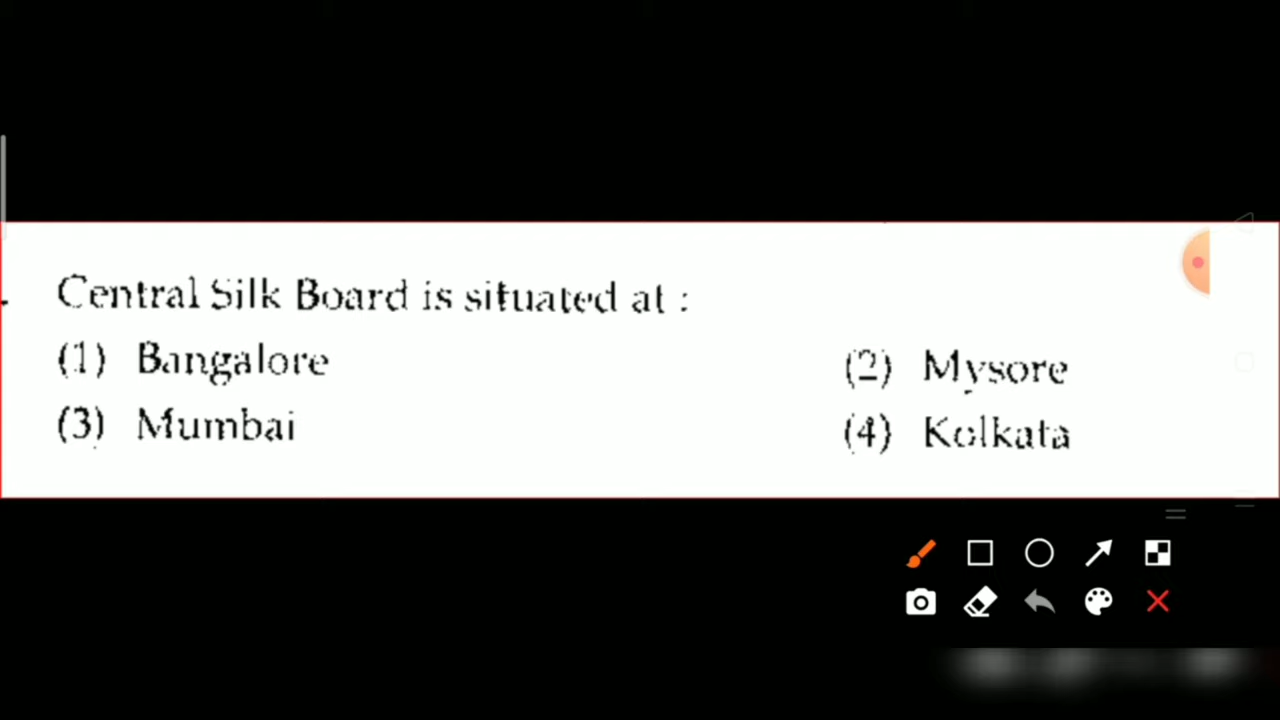 Central Silk Board is situated at :
(1) Bangalore
(2) Mysore
(3) Mumbai
(4) Kolkata